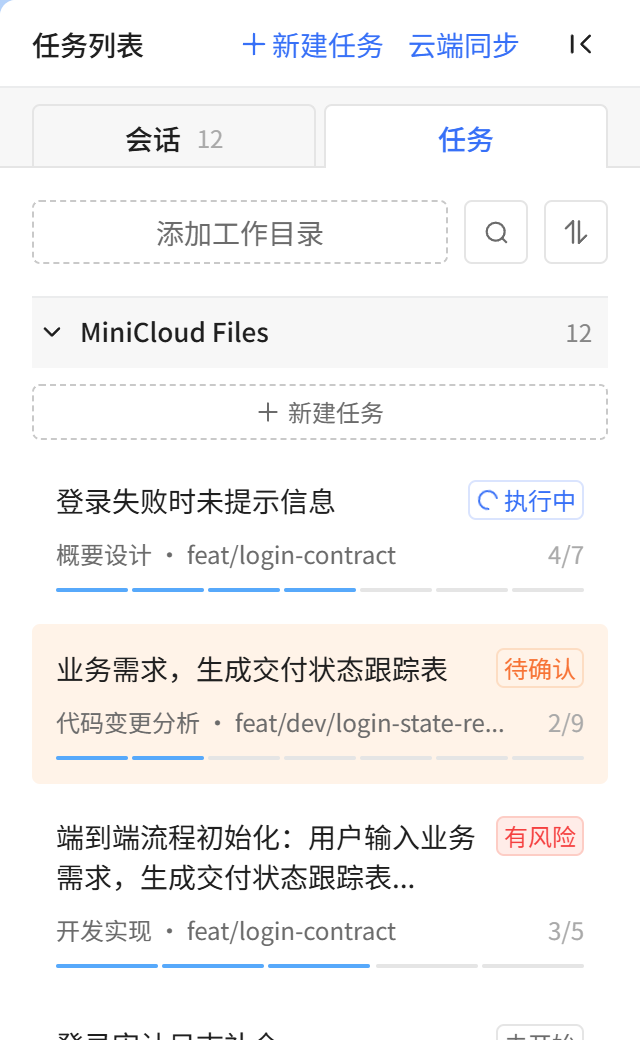 任务列表 新建任务 云端同步
会话 12 任务
添加工作目录
MiniCloud Files 12
新建任务
登录失败时未提示信息 执行中
概要设计 • feat/login-contract 4/7
业务需求，生成交付状态跟踪表 待确认
代码变更分析 • feat/dev/login-state-re... 2/9
端到端流程初始化：用户输入业务 有风险
需求，生成交付状态跟踪表...
开发实现 • feat/login-contract 3/5